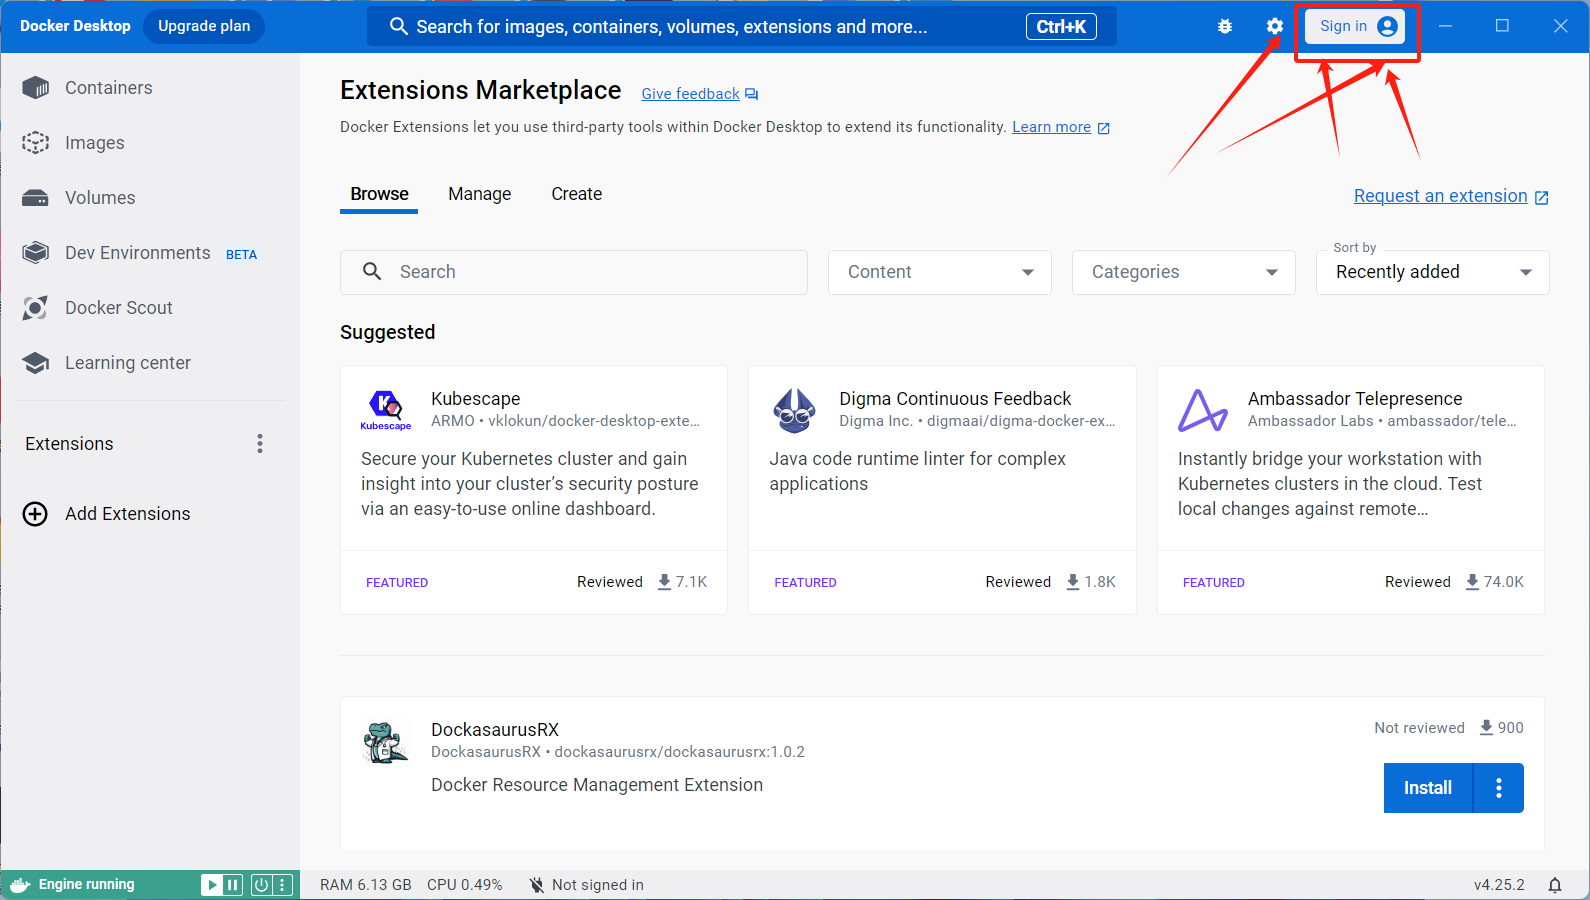 Docker Desktop
Upgrade plan
Search for images, containers, volumes, extensions and more...
Ctrl+K
Sign in
Containers
Images
Volumes
Dev Environments BETA
Docker Scout
Learning center
Extensions
Add Extensions
Extensions Marketplace
Give feedback
Docker Extensions let you use third-party tools within Docker Desktop to extend its functionality. Learn more
Browse
Manage
Create
Request an extension
Search
Content
Categories
Sort by
Recently added
Suggested
Kubescape
Kubescape
ARMO • vklokun/docker-desktop-exte...
Secure your Kubernetes cluster and gain
insight into your cluster’s security posture
via an easy-to-use online dashboard.
FEATURED
Reviewed
7.1K
Digma Continuous Feedback
Digma Inc. • digmaai/digma-docker-ex...
Java code runtime linter for complex
applications
FEATURED
Reviewed
1.8K
Ambassador Telepresence
Ambassador Labs • ambassador/tele...
Instantly bridge your workstation with
Kubernetes clusters in the cloud. Test
local changes against remote...
FEATURED
Reviewed
74.0K
DockasaurusRX
DockasaurusRX • dockasaurusrx/dockasaurusrx:1.0.2
Docker Resource Management Extension
Not reviewed
900
Install
Engine running
RAM 6.13 GB
CPU 0.49%
Not signed in
v4.25.2